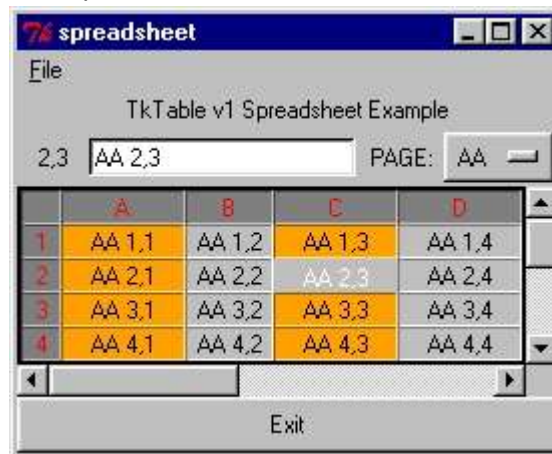 spreadsheet
File
TkTable v1 Spreadsheet Example
2,3 AA 2,3 PAGE: AA
A B C D
1 AA 1,1 AA 1,2 AA 1,3 AA 1,4
2 AA 2,1 AA 2,2 AA 2,3 AA 2,4
3 AA 3,1 AA 3,2 AA 3,3 AA 3,4
4 AA 4,1 AA 4,2 AA 4,3 AA 4,4
Exit